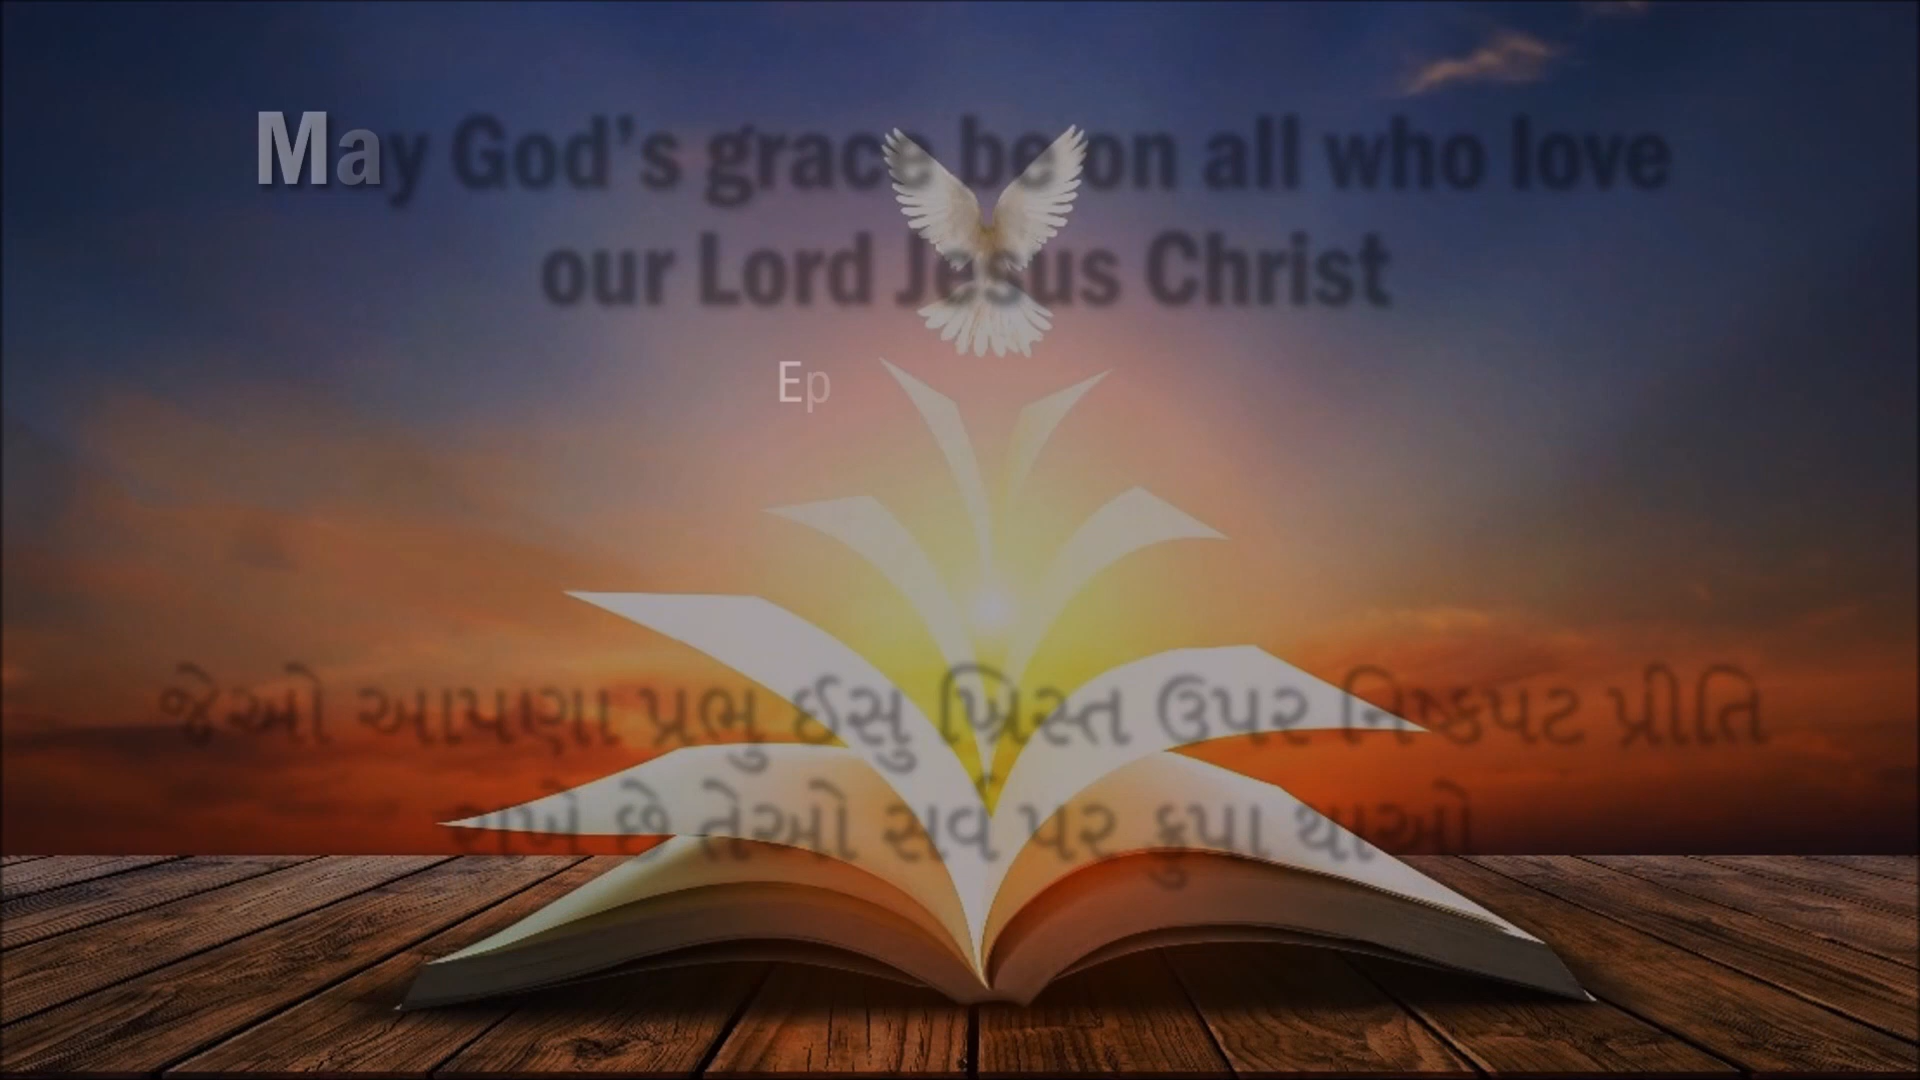 May God's grace be on all who love
our Lord Jesus Christ
Ep
જેઓ આપણા પ્રભુ ઈસુ ખ્રિસ્ત ઉપર નિષ્કપટ પ્રીતિ
રાખે છે તેઓ સર્વ પર કૃપા થાઓ